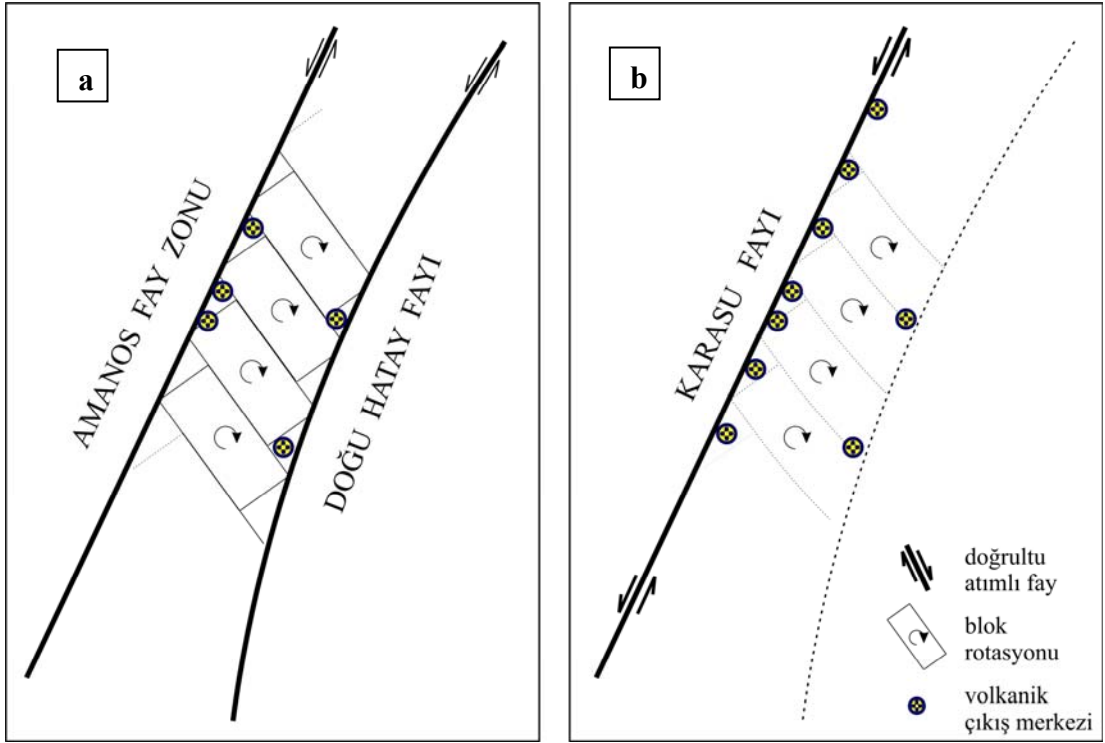 a
AMANOS FAY ZONU
DOĞU HATAY FAYI
b
KARASU FAYI
doğrultu
atımlı fay
blok
rotasyonu
volkanik
çıkış merkezi